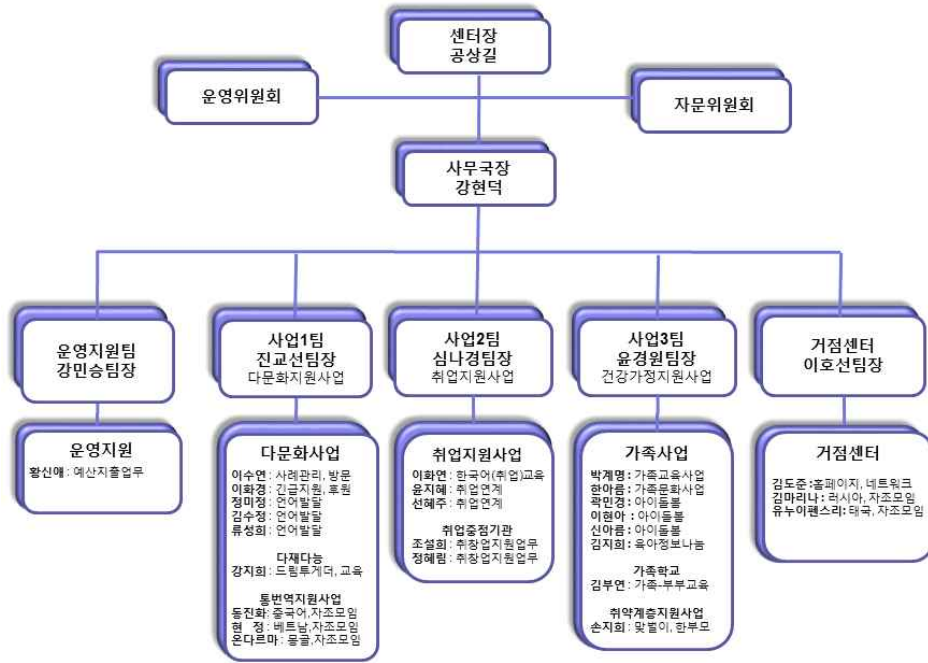 센터장
공상길
운영위원회
자문위원회
사무국장
강현덕
운영지원팀
강민승팀장
사업1팀
진교선팀장
다문화지원사업
사업2팀
심나경팀장
취업지원사업
사업3팀
윤경원팀장
건강가정지원사업
거점센터
이호선팀장
운영지원
황신애 : 예산지출업무
다문화사업
이수연 : 사례관리, 방문
이화경 : 긴급지원, 후원
정미정 : 언어발달
김수정 : 언어발달
류성희 : 언어발달
다재다능
강지희 : 드림투게더, 교육
통번역지원사업
동진화: 중국어,자조모임
현 정 : 베트남,자조모임
온다르마 : 몽골,자조모임
취업지원사업
이화연 : 한국어(취업)교육
윤지혜 : 취업연계
선혜주 : 취업연계
취업중점기관
조설희 : 취창업지원업무
정혜림 : 취창업지원업무
가족사업
박계명 : 가족교육사업
한아름 : 가족문화사업
곽민경 : 아이돌봄
이현아 : 아이돌봄
신아름 : 아이돌봄
김지희 : 육아정보나눔
가족학교
김부연 : 가족-부부교육
취약계층지원사업
손지희 : 맞벌이, 한부모
거점센터
김도준 :홈페이지, 네트워크
김마리나 : 러시아, 자조모임
유누이펜스리: 태국, 자조모임